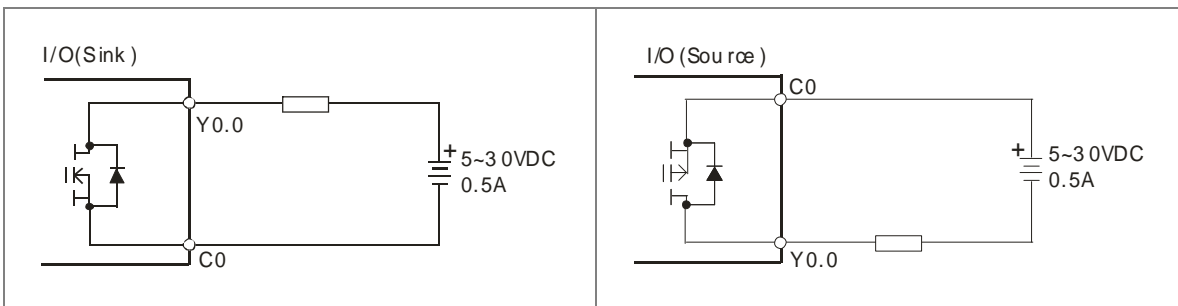 I/O(Sink)
Y0.0
+
5~30VDC
0.5A
C0
I/O(Source)
C0
+
5~30VDC
0.5A
Y0.0